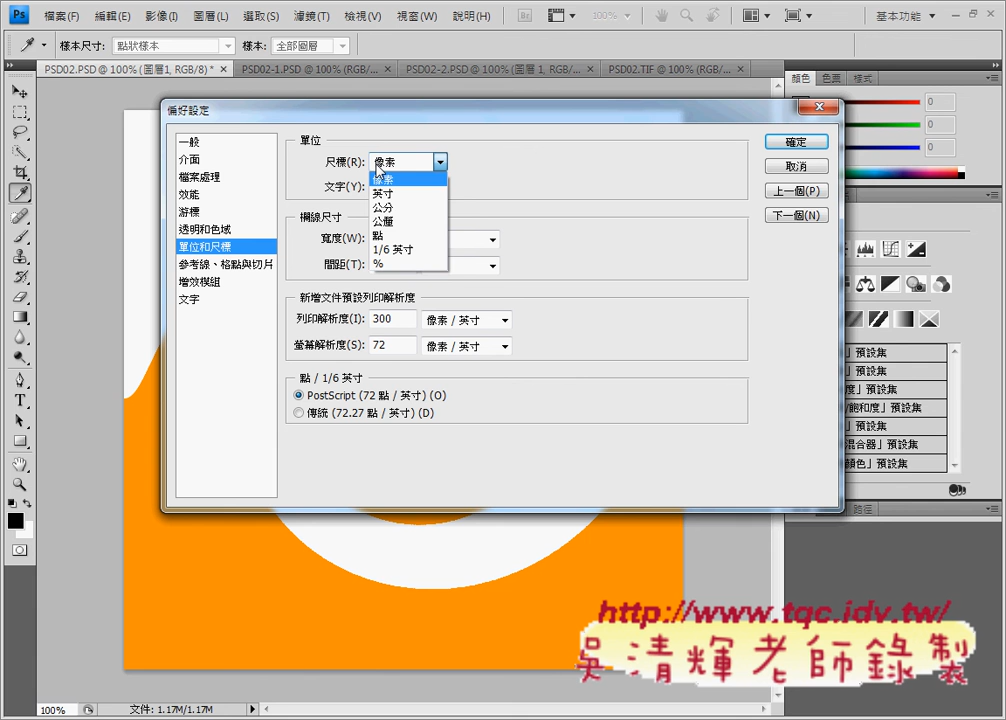 Ps 檔案(F) 編輯(E) 影像(I) 圖層(L) 選取(S) 濾鏡(T) 檢視(V) 視窗(W) 說明(H) Br 100% 基本功能
樣本尺寸: 點狀樣本 樣本: 全部圖層
PSD02.PSD @ 100% (圖層1, RGB/8) * PSD02-1.PSD @ 100% (RGB/... PSD02-2.PSD @ 100% (圖層 1, RGB/... PSD02.TIF @ 100% (RGB/... 顏色 色票 樣式
偏好設定
一般
介面
檔案處理
效能
游標
透明和色域
單位和尺標
參考線、格點與切片
增效模組
文字
單位
尺標(R): 像素
像素
英寸
公分
公釐
點
1/6 英寸
%
文字(Y):
欄線尺寸
寬度(W):
間距(T):
新增文件預設列印解析度
列印解析度(I): 300 像素 / 英寸
螢幕解析度(S): 72 像素 / 英寸
點 / 1/6 英寸
PostScript (72 點 / 英寸) (O)
傳統 (72.27 點 / 英寸) (D)
確定
取消
上一個(P)
下一個(N)
0
0
0
」預設集
」預設集
度」預設集
/飽和度」預設集
」預設集
混合器」預設集
顏色」預設集
路徑
http://www.tqc.idv.tw/
吳清輝老師錄製
100% 文件: 1.17M/1.17M